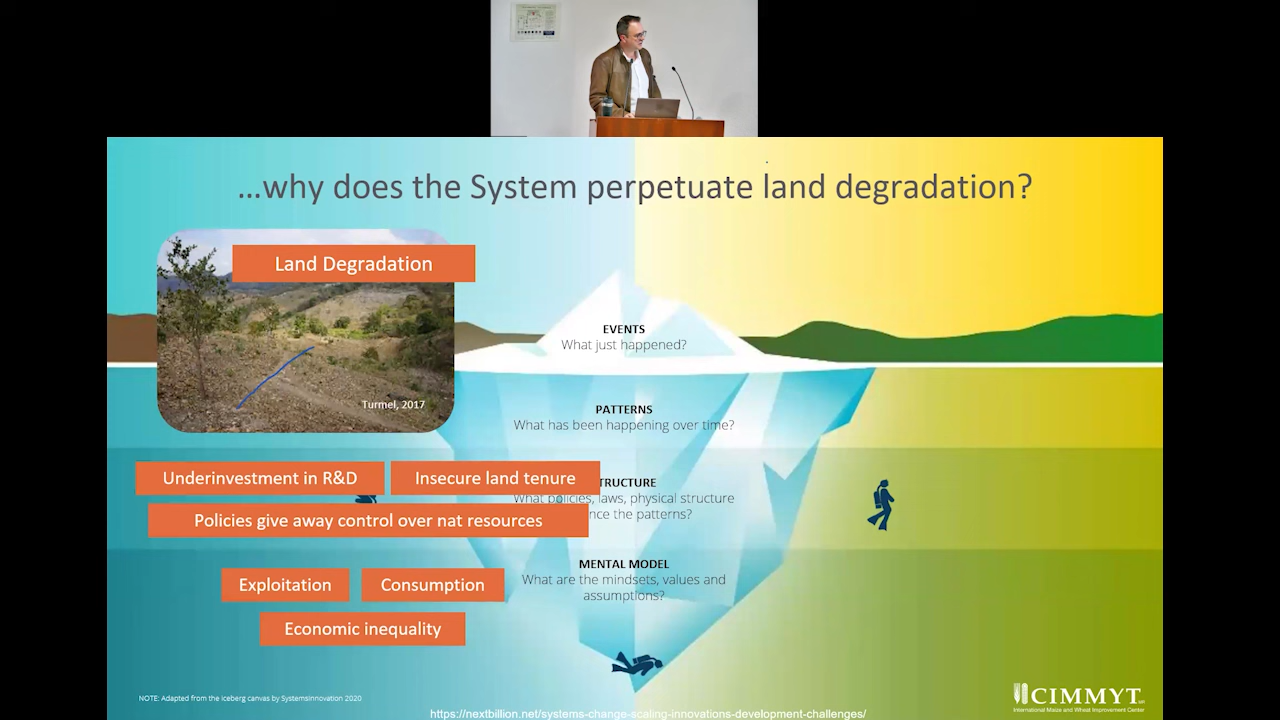 ...why does the System perpetuate land degradation?
Land Degradation
Turmel, 2017
EVENTS
What just happened?
PATTERNS
What has been happening over time?
Underinvestment in R&D
Insecure land tenure
TRUCTURE
What policies, laws, physical structure
nce the patterns?
Policies give away control over nat resources
MENTAL MODEL
What are the mindsets, values and
assumptions?
Exploitation
Consumption
Economic inequality
NOTE: Adapted from the Iceberg canvas by SystemsInnovation 2020
https://nextbillion.net/systems-change-scaling-innovations-development-challenges/
CIMMYT
International Maize and Wheat Improvement Center